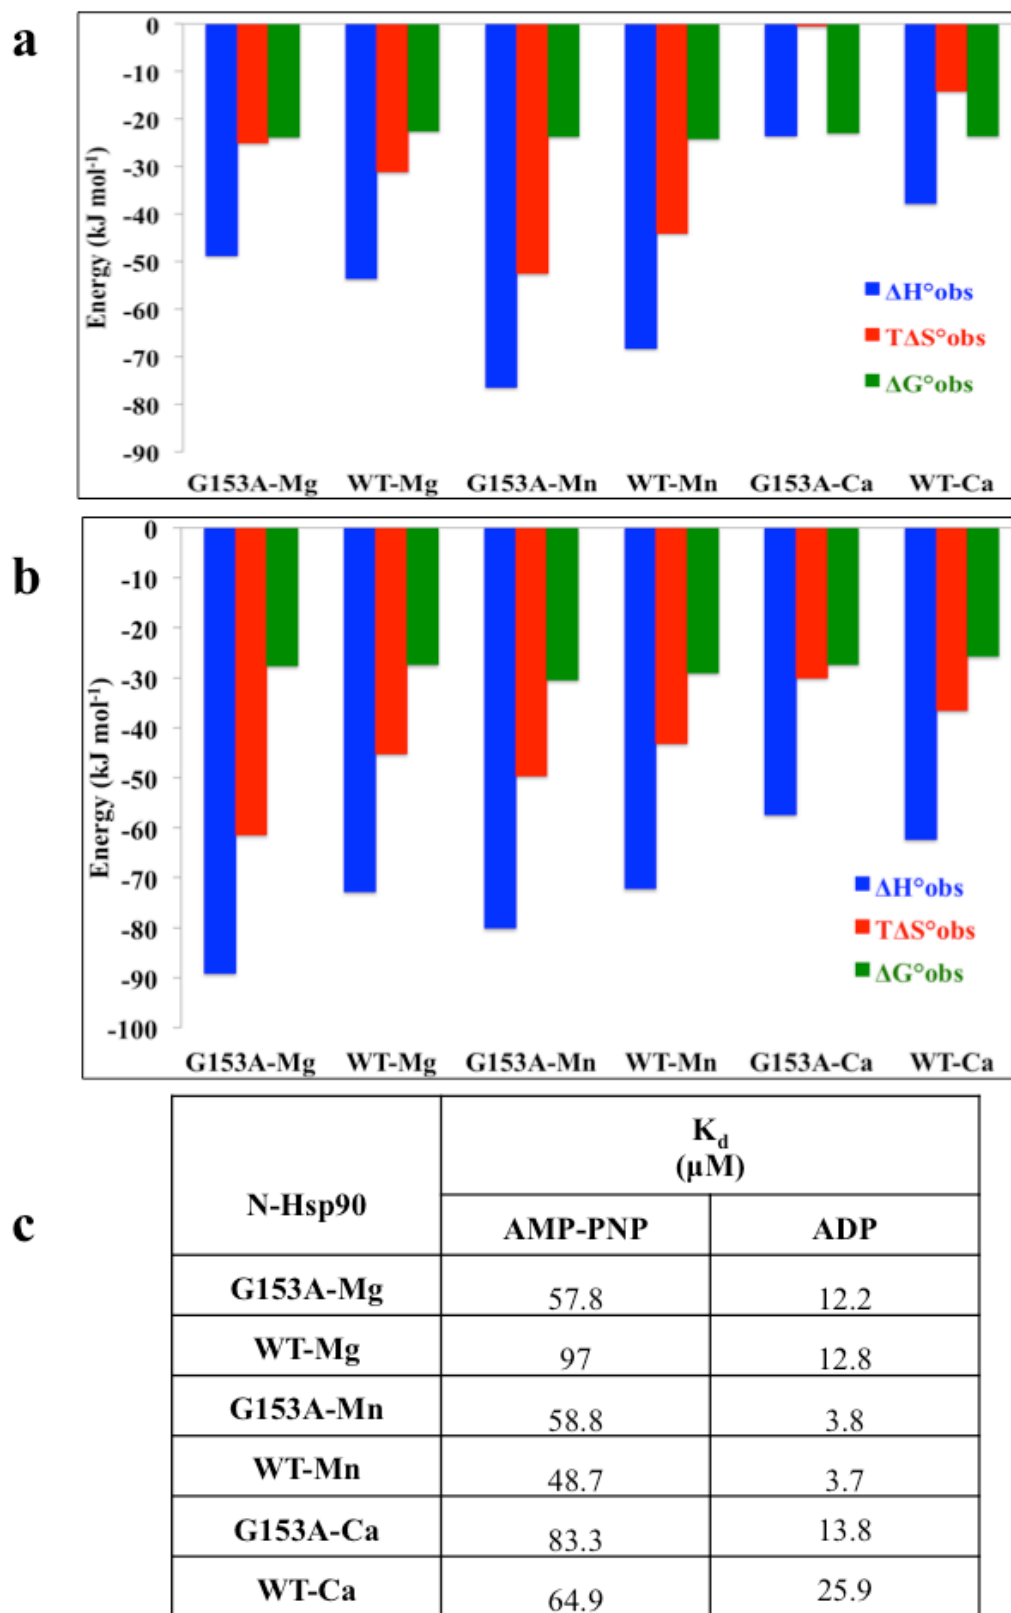 a
0
-10
-20
-30
-40
-50
-60
-70
-80
-90
Energy (kJ mol-1)
ΔH°obs
TΔS°obs
ΔG°obs
G153A-Mg WT-Mg G153A-Mn WT-Mn G153A-Ca WT-Ca
b
0
-10
-20
-30
-40
-50
-60
-70
-80
-90
-100
Energy (kJ mol-1)
ΔH°obs
TΔS°obs
ΔG°obs
G153A-Mg WT-Mg G153A-Mn WT-Mn G153A-Ca WT-Ca
c
N-Hsp90
Kd
(μM)
AMP-PNP ADP
G153A-Mg 57.8 12.2
WT-Mg 97 12.8
G153A-Mn 58.8 3.8
WT-Mn 48.7 3.7
G153A-Ca 83.3 13.8
WT-Ca 64.9 25.9